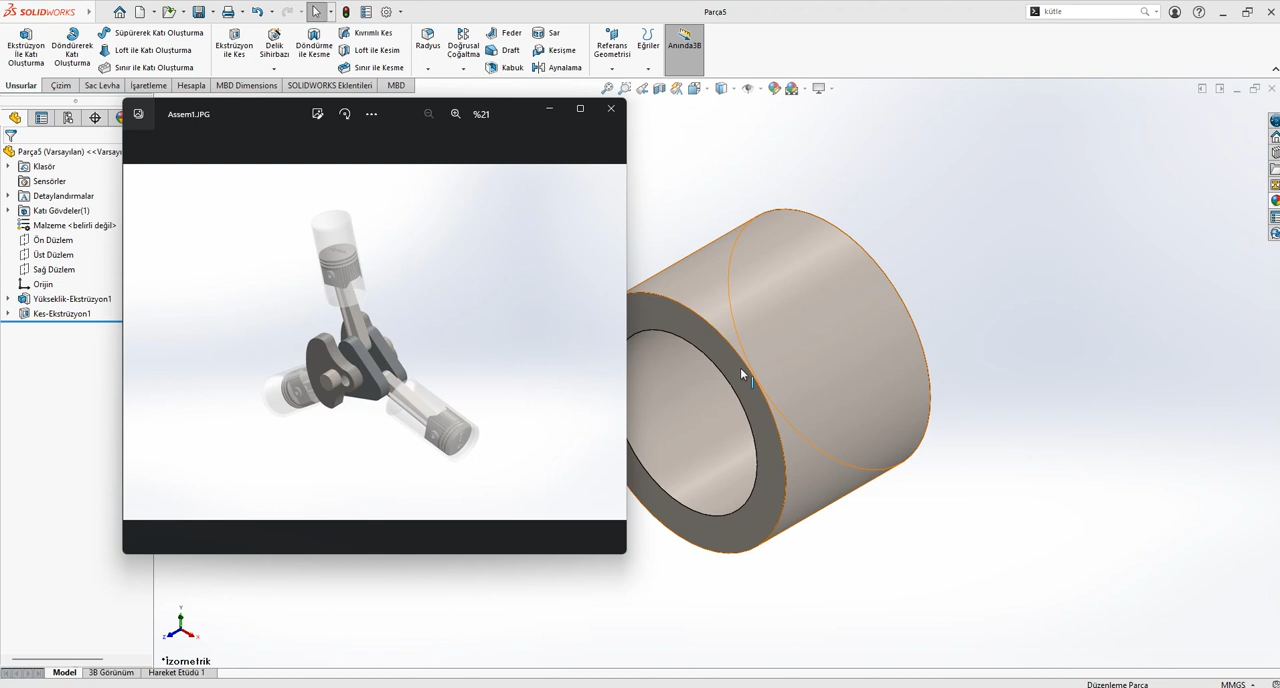 SOLIDWORKS
Parça5
kütle
Ekstrüzyon İle Katı Oluşturma
Döndürerek Katı Oluşturma
Süpürerek Katı Oluşturma
Loft ile Katı Oluşturma
Sınır ile Katı Oluşturma
Ekstrüzyon ile Kes
Delik Sihirbazı
Döndürme ile Kesme
Kıvrımlı Kes
Loft ile Kesim
Sınır ile Kesme
Radyus
Doğrusal Çoğaltma
Feder
Draft
Kabuk
Sar
Kesişme
Aynalama
Referans Geometrisi
Eğriler
Anında3B
Unsurlar
Çizim
Sac Levha
İşaretleme
Hesapla
MBD Dimensions
SOLIDWORKS Eklentileri
MBD
Assem1.JPG
%21
Parça5 (Varsayılan) <<Varsayı
Klasör
Sensörler
Detaylandırmalar
Katı Gövdeler(1)
Malzeme <belirli değil>
Ön Düzlem
Üst Düzlem
Sağ Düzlem
Orijin
Yükseklik-Ekstrüzyon1
Kes-Ekstrüzyon1
Y
Z
X
*İzometrik
Model
3B Görünüm
Hareket Etüdü 1
Düzenleme Parça
MMGS